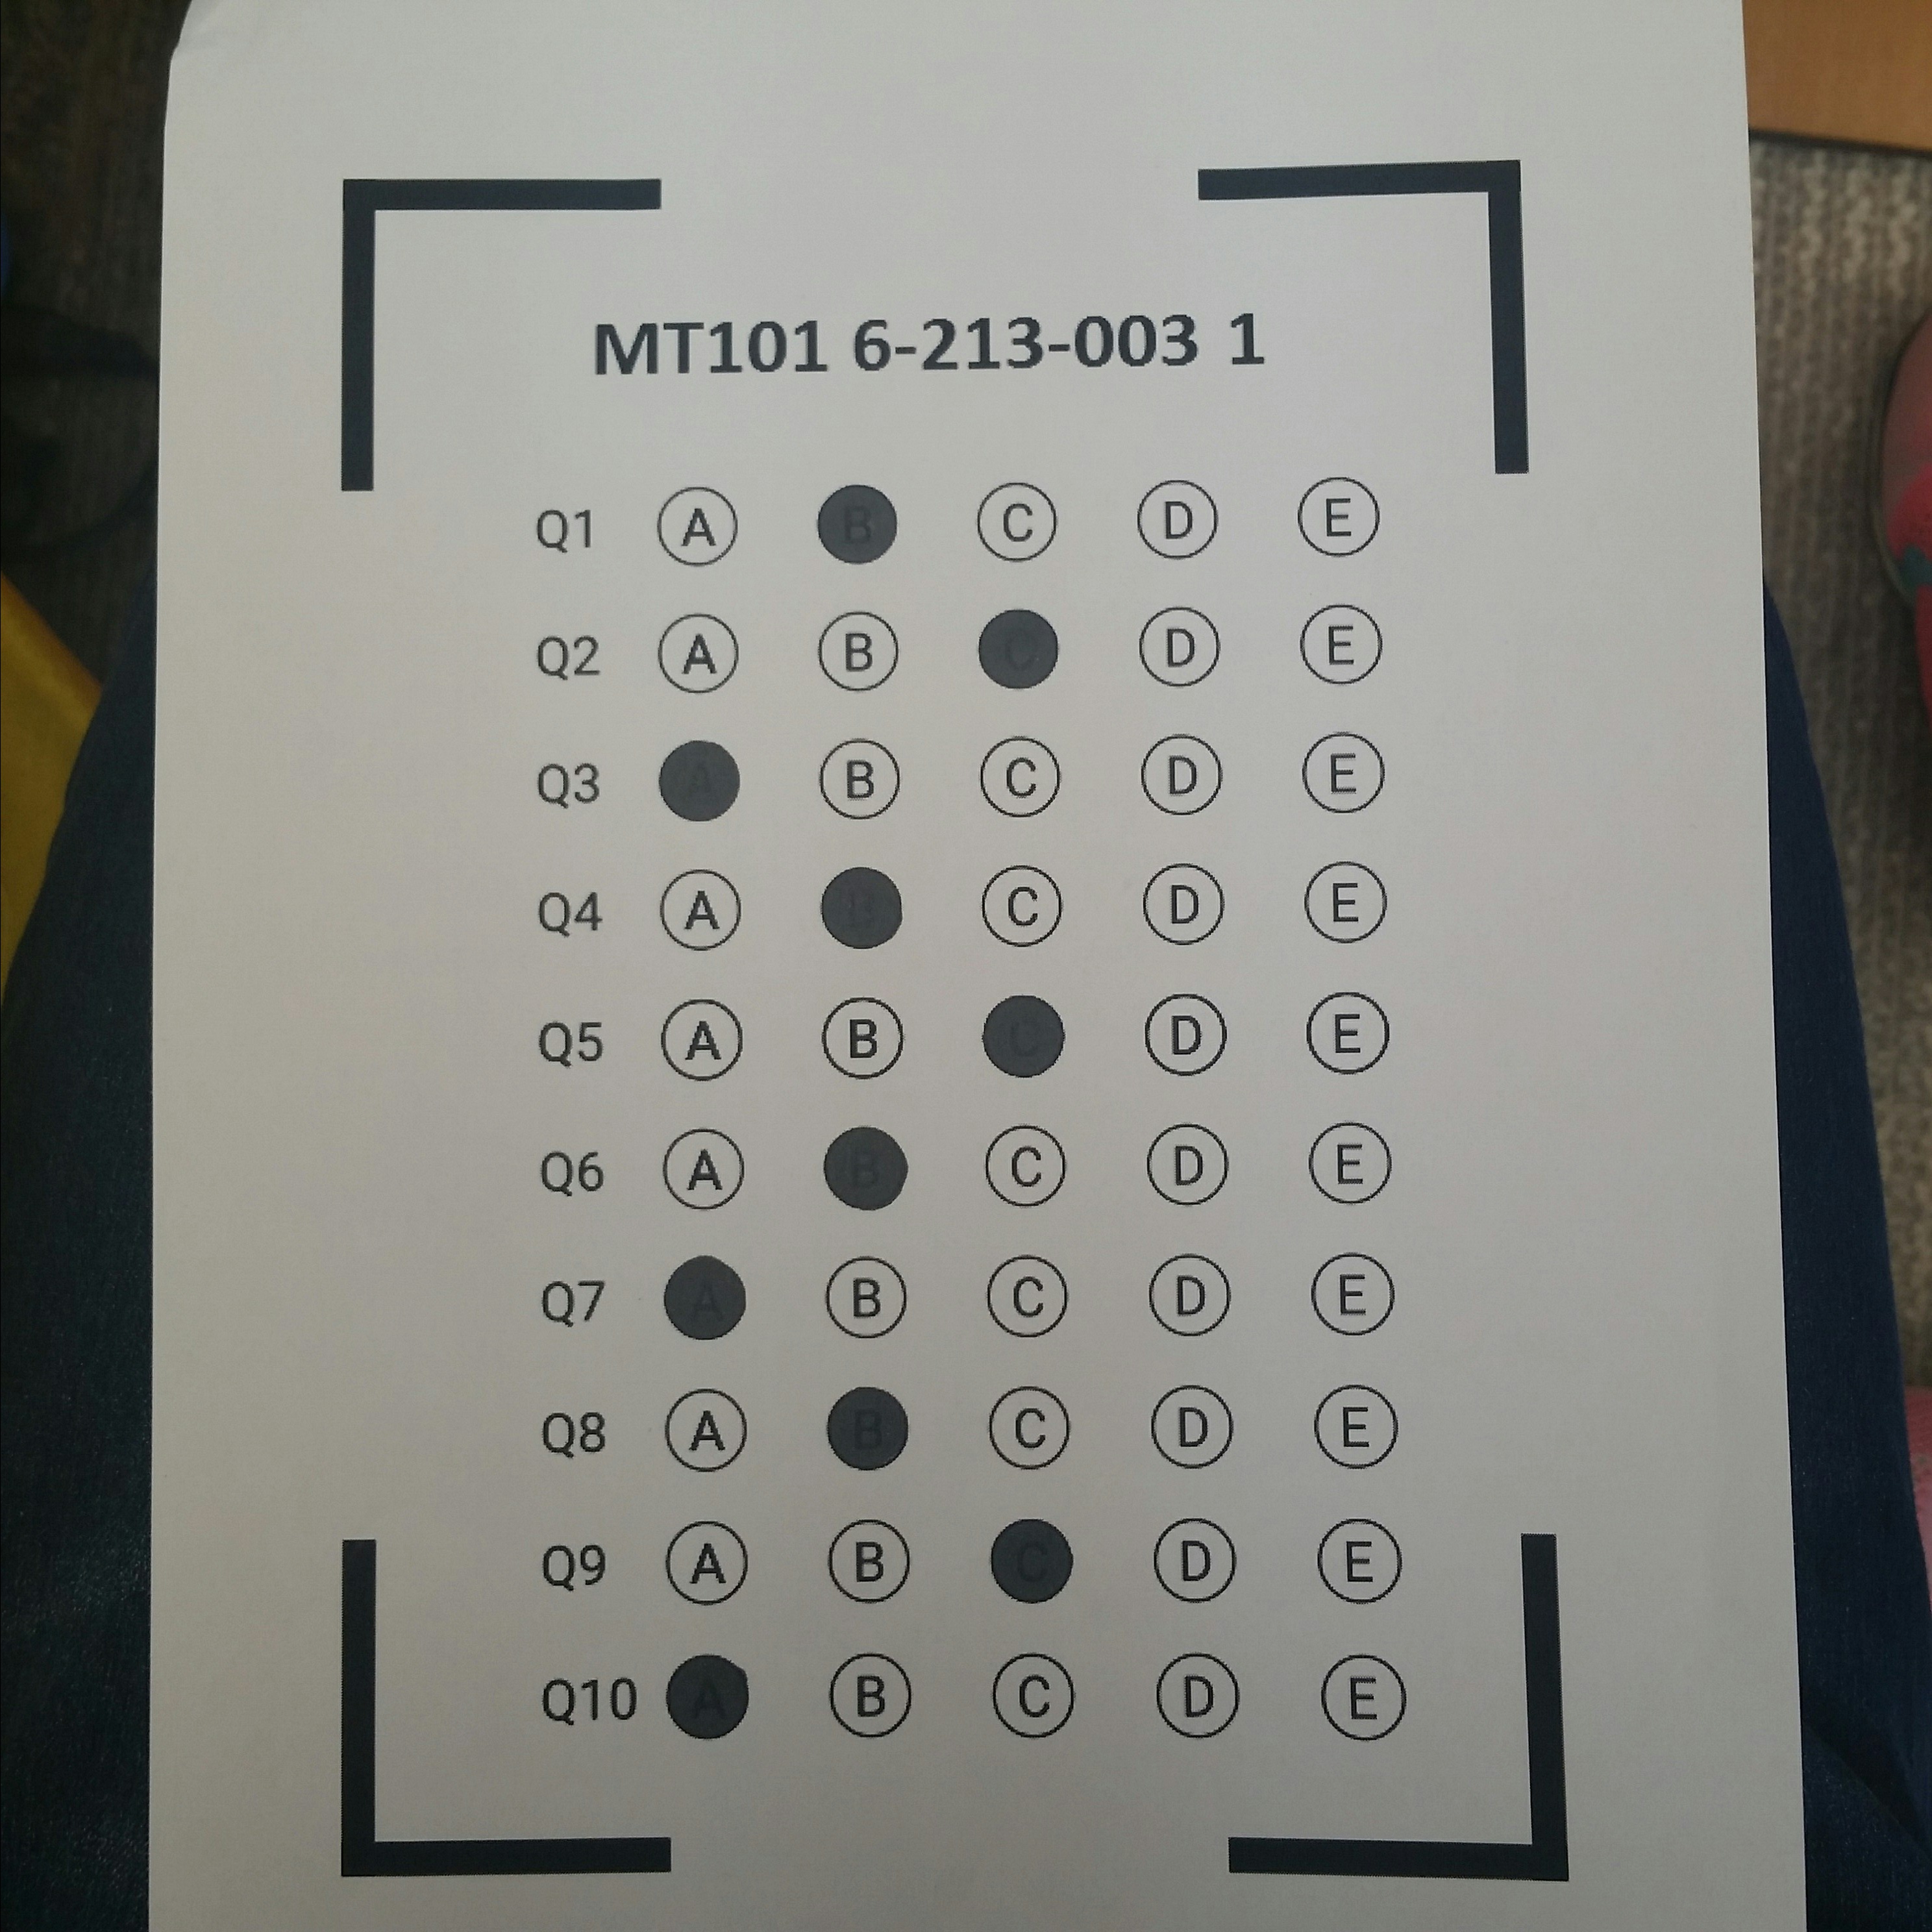 MT101 6-213-003 1
Q1 A B C D E
Q2 A B C D E
Q3 A B C D E
Q4 A B C D E
Q5 A B C D E
Q6 A B C D E
Q7 A B C D E
Q8 A B C D E
Q9 A B C D E
Q10 A B C D E